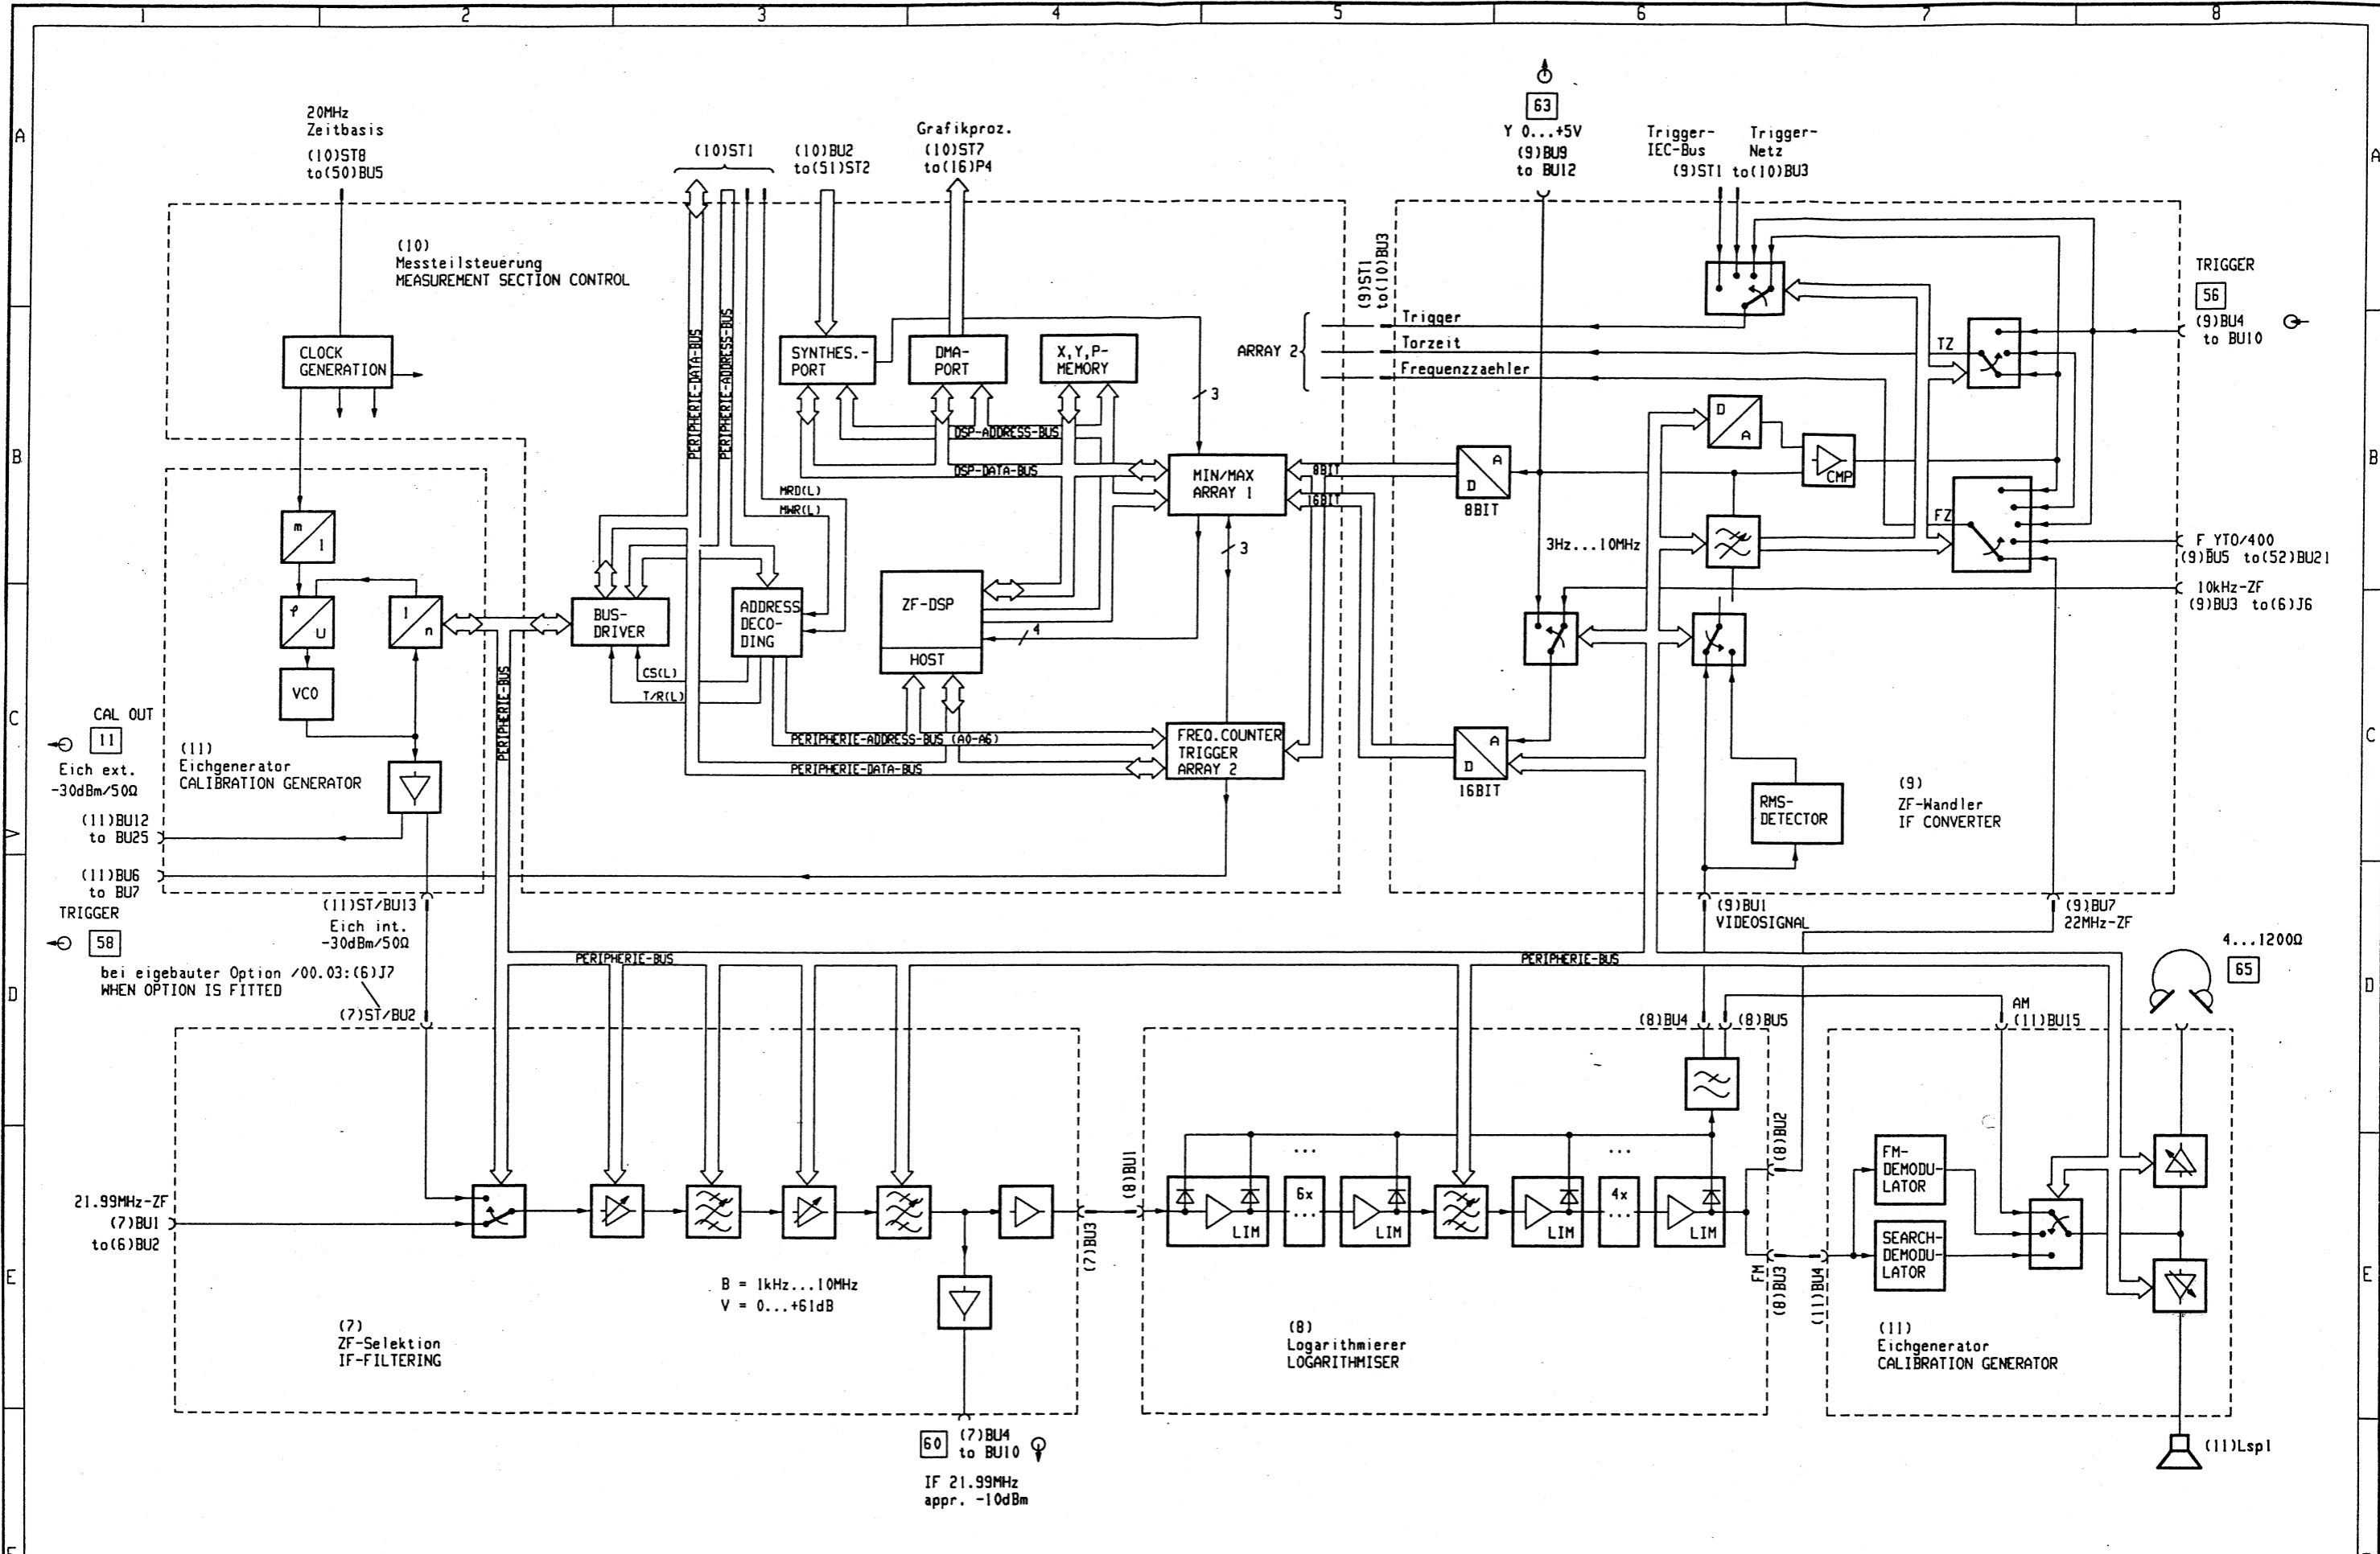 1 2 3 4 5 6 7 8
A
B
C
D
E
F
A
B
C
D
E
20MHz
Zeitbasis
(10)ST8
to(50)BU5
(10)ST1
(10)BU2
to(51)ST2
Grafikproz.
(10)ST7
to(16)P4
63
Y 0...+5V
(9)BU9
to BU12
Trigger-
IEC-Bus
Trigger-
Netz
(9)ST1 to(10)BU3
(10)
Messteilsteuerung
MEASUREMENT SECTION CONTROL
CLOCK
GENERATION
PERIPHERIE-DATA-BUS
PERIPHERIE-ADDRESS-BUS
SYNTHES.-
PORT
DMA-
PORT
X,Y,P-
MEMORY
3
DSP-ADDRESS-BUS
DSP-DATA-BUS
MRD(L)
MWR(L)
MIN/MAX
ARRAY 1
8BIT
16BIT
3
ZF-DSP
HOST
4
BUS-
DRIVER
ADDRESS
DECO-
DING
CS(L)
T/R(L)
PERIPHERIE-ADDRESS-BUS (A0-A6)
PERIPHERIE-DATA-BUS
FREQ.COUNTER
TRIGGER
ARRAY 2
PERIPHERIE-BUS
(9)ST1
to(10)BU3
ARRAY 2
Trigger
Torzeit
Frequenzzaehler
TRIGGER
56
(9)BU4
to BU10
TZ
D
A
CMP
A
D
8BIT
3Hz...10MHz
FZ
F YTO/400
(9)BU5 to(52)BU21
10kHz-ZF
(9)BU3 to(6)J6
A
D
16BIT
RMS-
DETECTOR
(9)
ZF-Wandler
IF CONVERTER
m
1
φ
U
1
n
VCO
CAL OUT
11
Eich ext.
-30dBm/50Ω
(11)BU12
to BU25
(11)
Eichgenerator
CALIBRATION GENERATOR
(11)BU6
to BU7
TRIGGER
58
(11)ST/BU13
Eich int.
-30dBm/50Ω
bei eigebauter Option /00.03:(6)J7
WHEN OPTION IS FITTED
(7)ST/BU2
PERIPHERIE-BUS
PERIPHERIE-BUS
(9)BU1
VIDEOSIGNAL
(9)BU7
22MHz-ZF
4...1200Ω
65
(8)BU4
(8)BU5
AM
(11)BU15
21.99MHz-ZF
(7)BU1
to(6)BU2
B = 1kHz...10MHz
V = 0...+61dB
(7)
ZF-Selektion
IF-FILTERING
(7)BU3
(8)BU1
...
...
LIM
6x
...
LIM
LIM
4x
...
LIM
(8)BU2
FM
(8)BU3
(11)BU4
(8)
Logarithmierer
LOGARITHMISER
FM-
DEMODU-
LATOR
SEARCH-
DEMODU-
LATOR
(11)
Eichgenerator
CALIBRATION GENERATOR
60
(7)BU4
to BU10
IF 21.99MHz
appr. -10dBm
(11)Lsp1